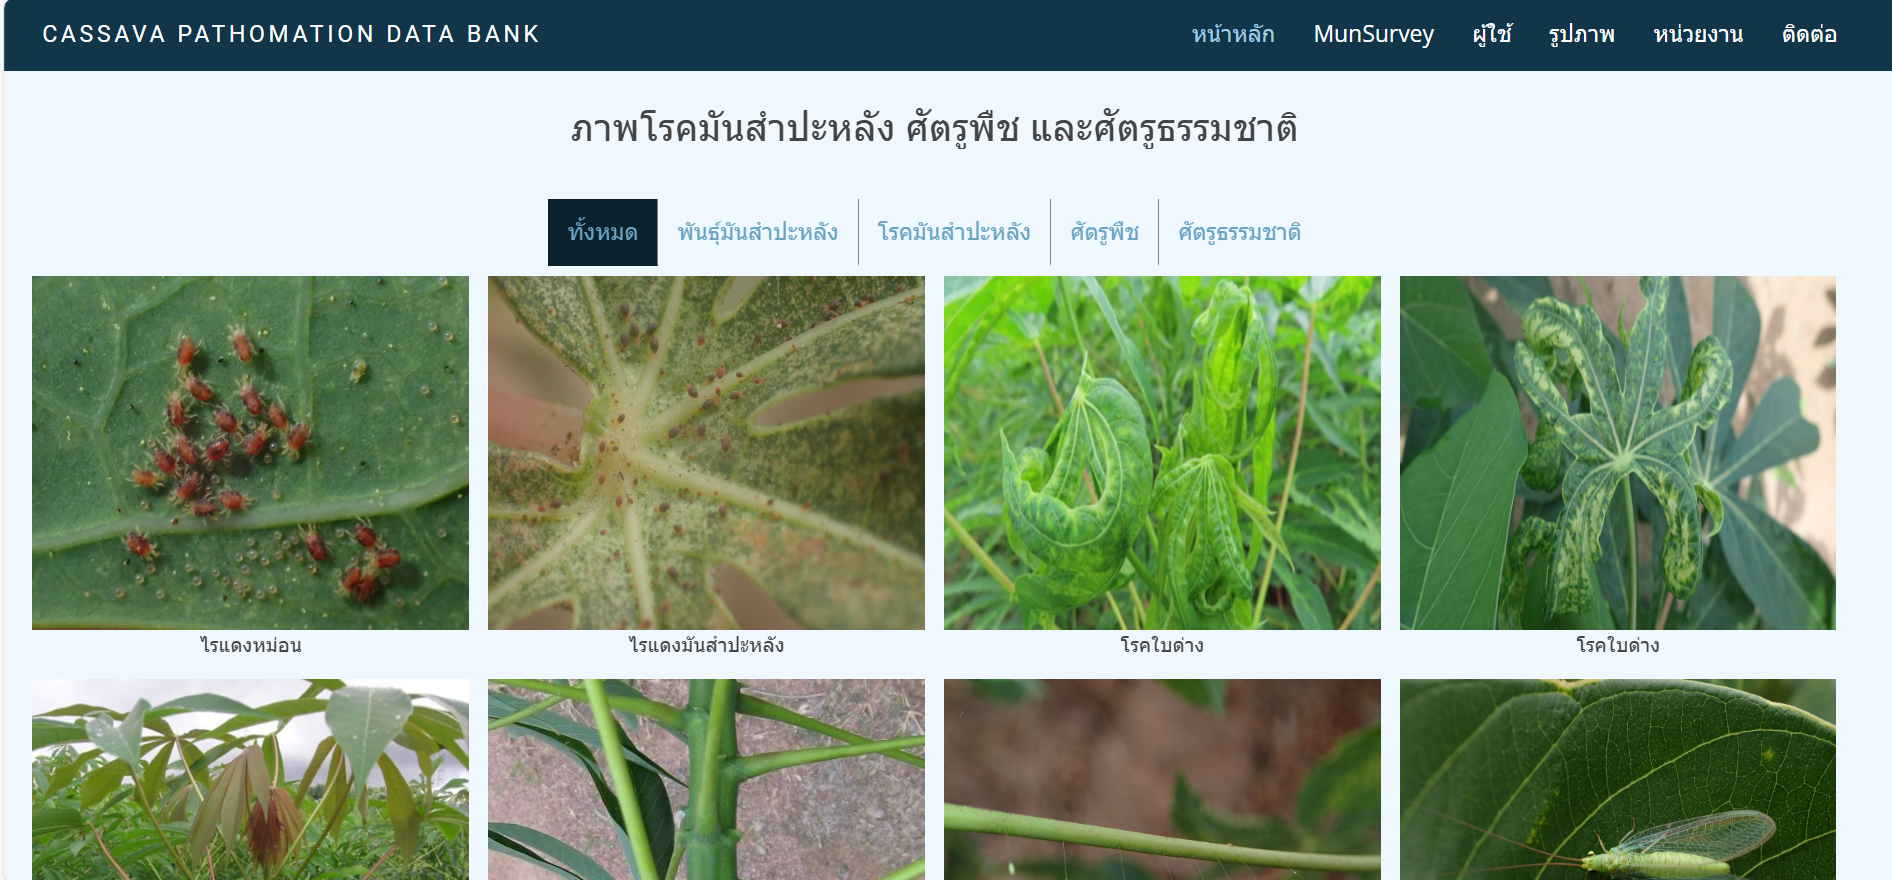 CASSAVA PATHOMATION DATA BANK
หน้าหลัก MunSurvey ผู้ใช้ รูปภาพ หน่วยงาน ติดต่อ
ภาพโรคมันสำปะหลัง ศัตรูพืช และศัตรูธรรมชาติ
ทั้งหมด พันธุ์มันสำปะหลัง โรคมันสำปะหลัง ศัตรูพืช ศัตรูธรรมชาติ
ไรแดงหม่อน ไรแดงมันสำปะหลัง โรคใบด่าง โรคใบด่าง